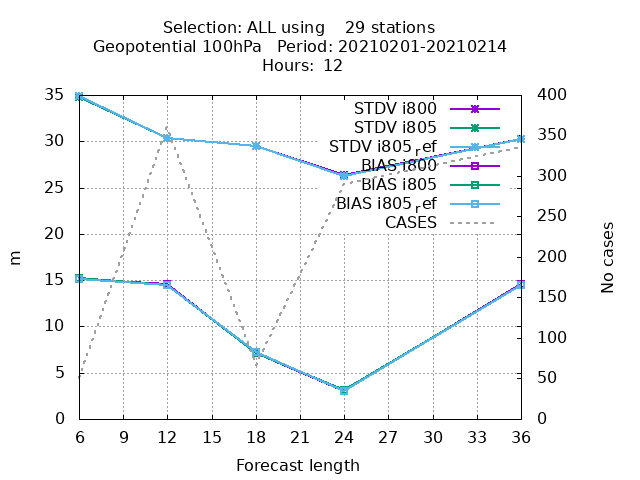 Selection: ALL using    29 stations
Geopotential 100hPa   Period: 20210201-20210214
Hours: 12
STDV i800
STDV i805
STDV i805ref
BIAS i800
BIAS i805
BIAS i805ref
CASES
35
30
25
20
15
10
5
0
m
400
350
300
250
200
150
100
50
0
No cases
6 9 12 15 18 21 24 27 30 33 36
Forecast length